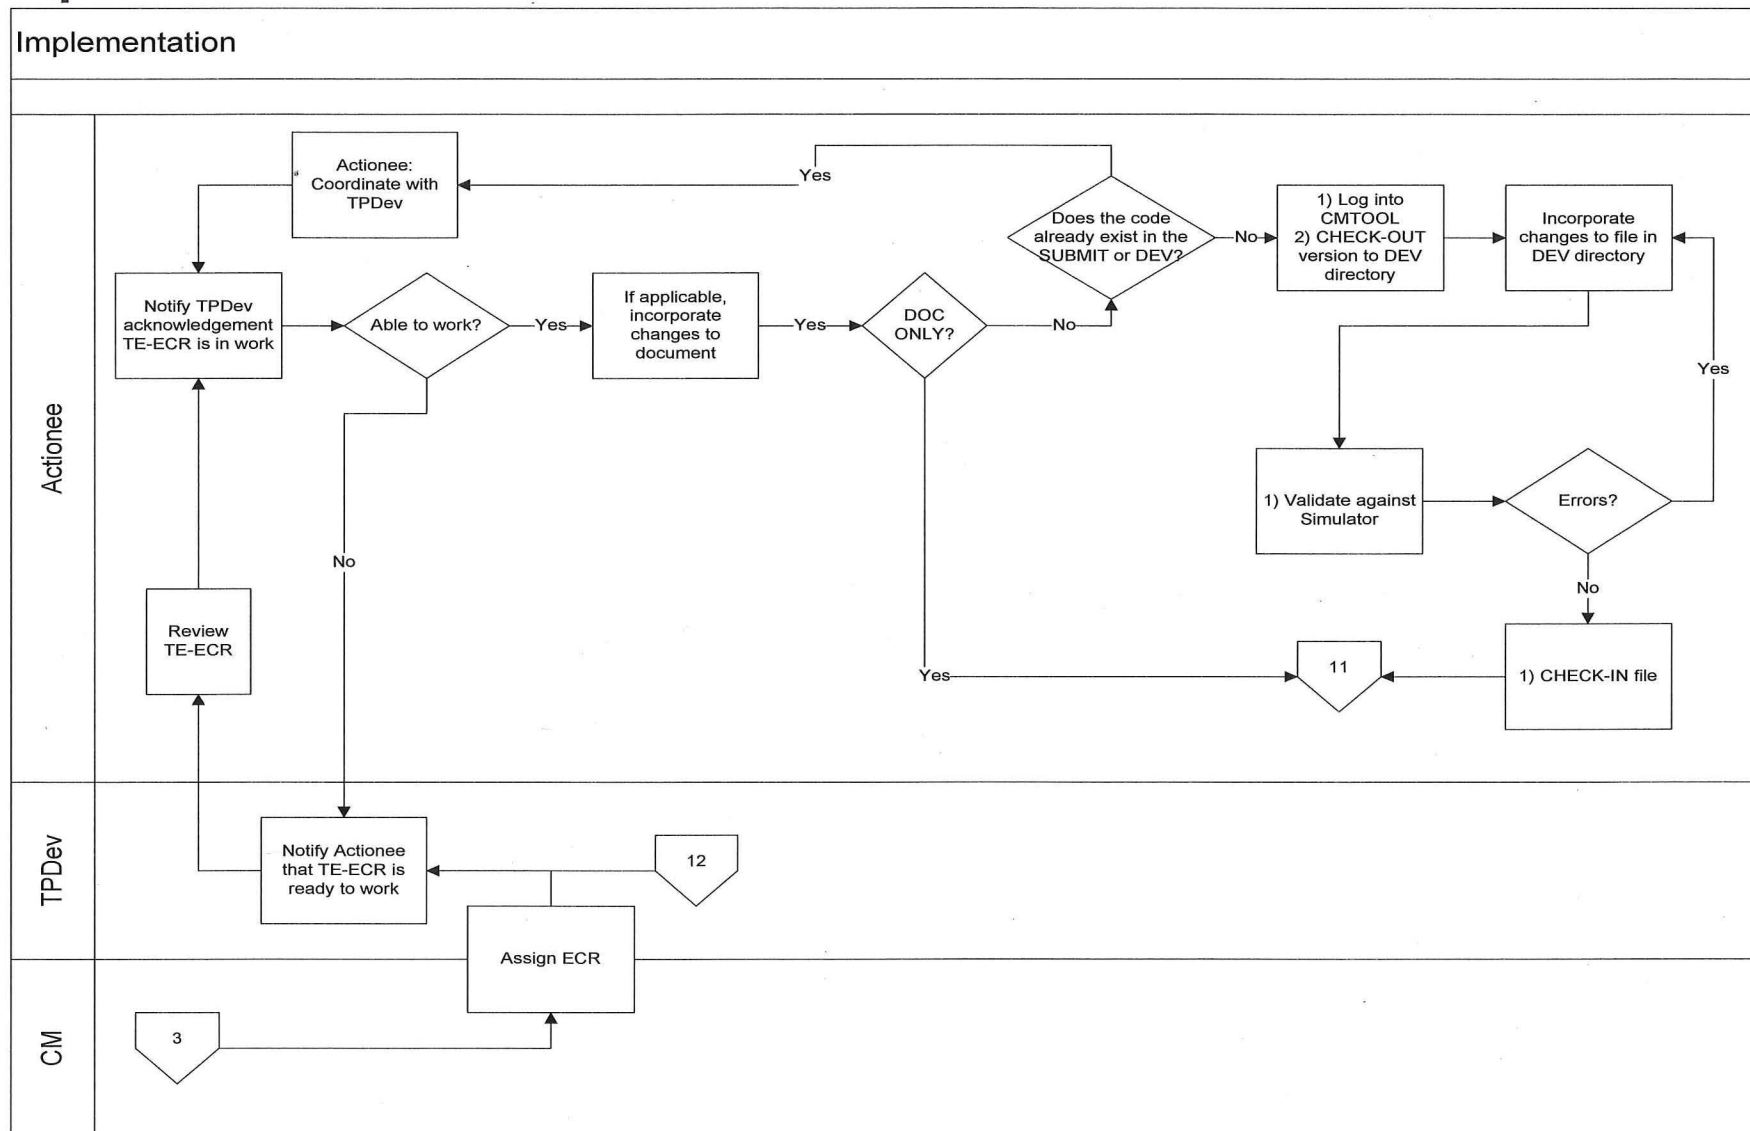 Implementation
Actionee
Actionee:
Coordinate with
TPDev
Yes
Does the code
already exist in the
SUBMIT or DEV?
No
1) Log into
CMTOOL
2) CHECK-OUT
version to DEV
directory
Incorporate
changes to file in
DEV directory
Notify TPDev
acknowledgement
TE-ECR is in work
Able to work?
Yes
If applicable,
incorporate
changes to
document
Yes
DOC
ONLY?
No
Yes
1) Validate against
Simulator
Errors?
No
No
Review
TE-ECR
Yes
11
1) CHECK-IN file
TPDev
Notify Actionee
that TE-ECR is
ready to work
12
Assign ECR
CM
3